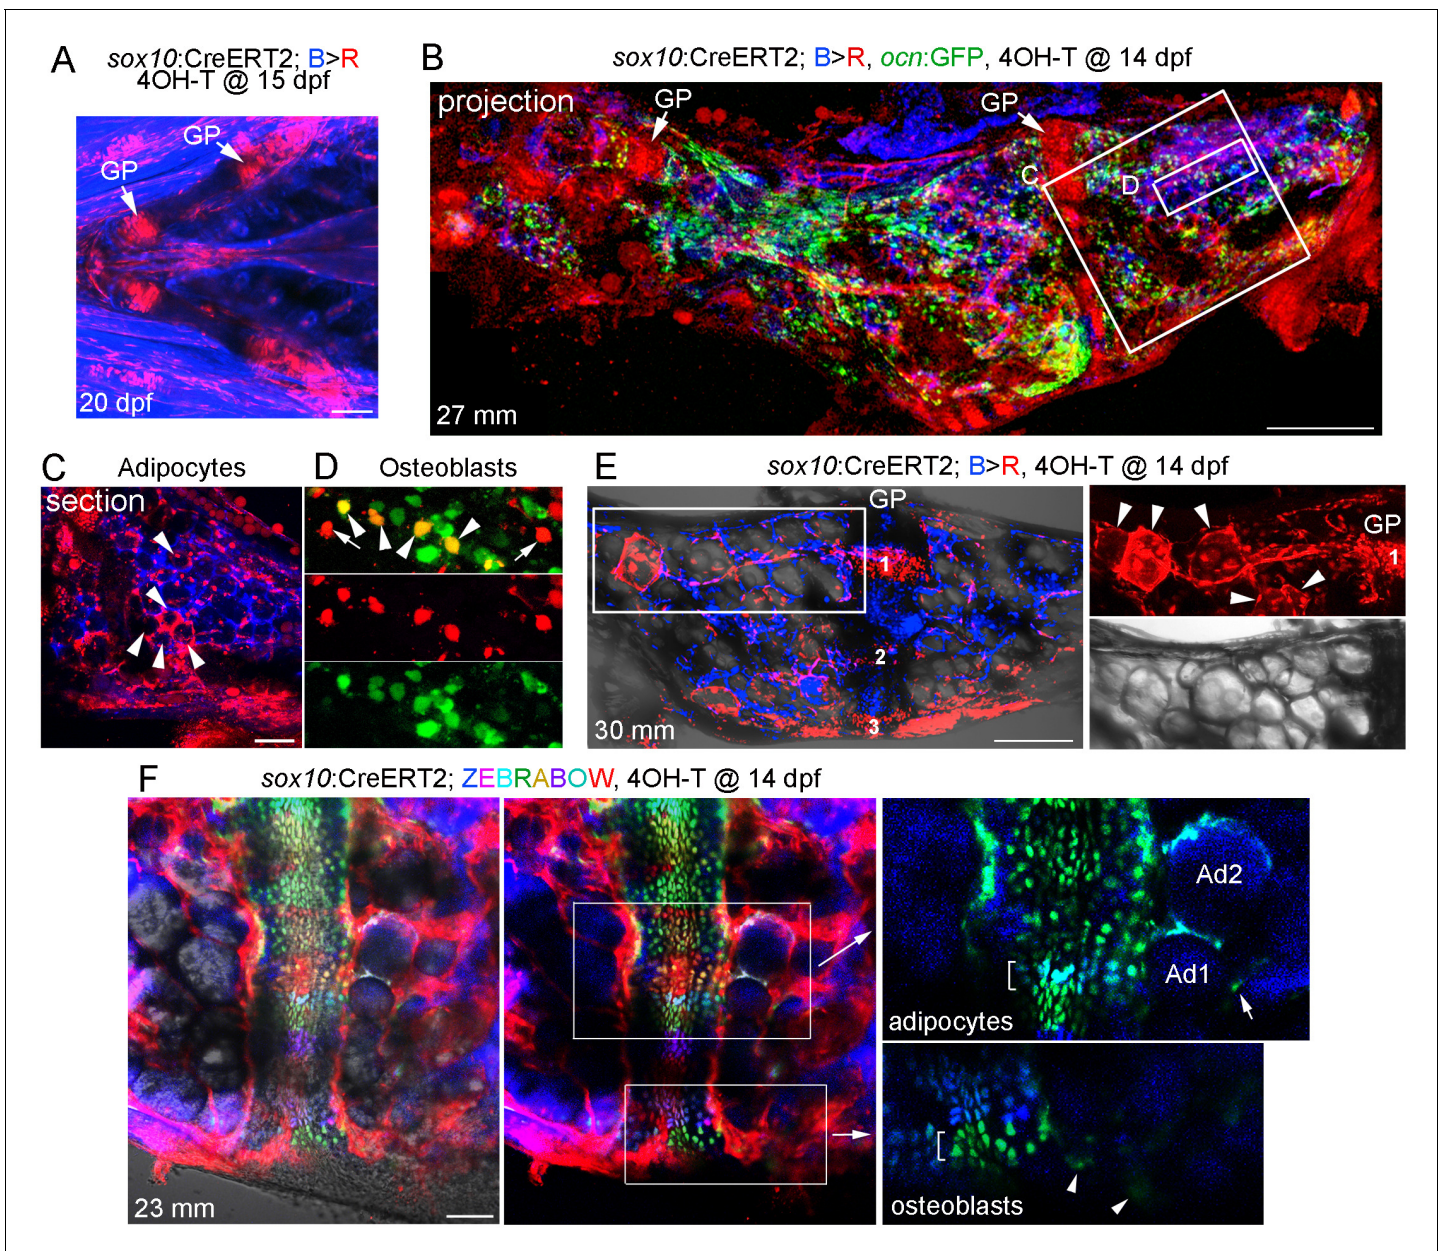 A
sox10:CreERT2; B>R
4OH-T @ 15 dpf
GP
GP
20 dpf
B
sox10:CreERT2; B>R, ocn:GFP, 4OH-T @ 14 dpf
projection
GP
GP
C
D
27 mm
C
Adipocytes
section
D
Osteoblasts
E
sox10:CreERT2; B>R, 4OH-T @ 14 dpf
GP
1
2
3
30 mm
GP
1
F
sox10:CreERT2; ZEBRABOW, 4OH-T @ 14 dpf
23 mm
Ad2
Ad1
adipocytes
osteoblasts